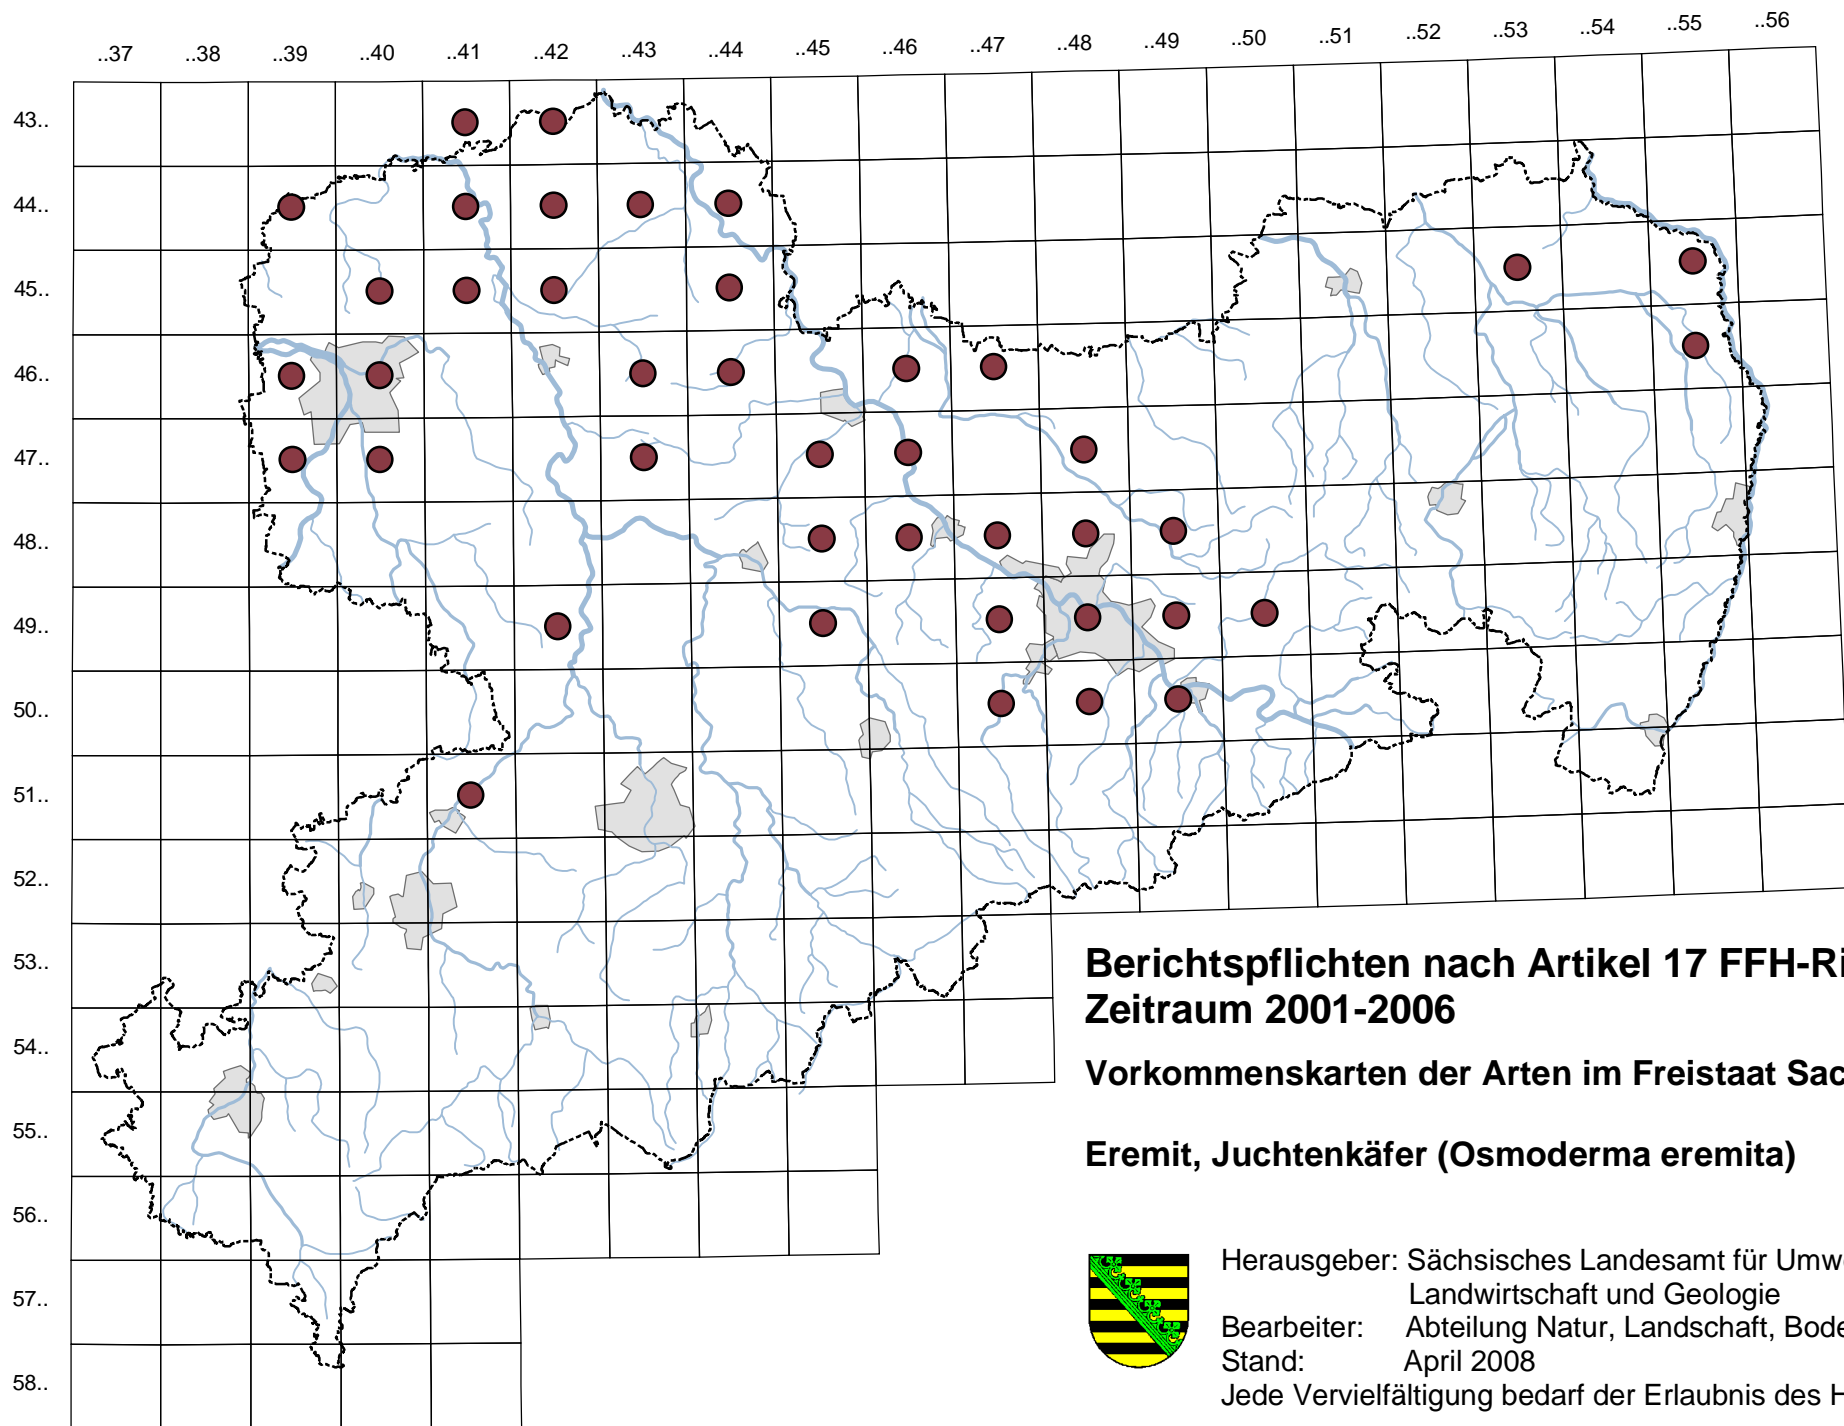 ..37 ..38 ..39 ..40 ..41 ..42 ..43 ..44 ..45 ..46 ..47 ..48 ..49 ..50 ..51 ..52 ..53 ..54 ..55 ..56
43..
44..
45..
46..
47..
48..
49..
50..
51..
52..
53..
54..
55..
56..
57..
58..
Berichtspflichten nach Artikel 17 FFH-Ri
Zeitraum 2001-2006
Vorkommenskarten der Arten im Freistaat Sac
Eremit, Juchtenkäfer (Osmoderma eremita)
Herausgeber: Sächsisches Landesamt für Umw
Landwirtschaft und Geologie
Bearbeiter: Abteilung Natur, Landschaft, Bode
Stand: April 2008
Jede Vervielfältigung bedarf der Erlaubnis des H